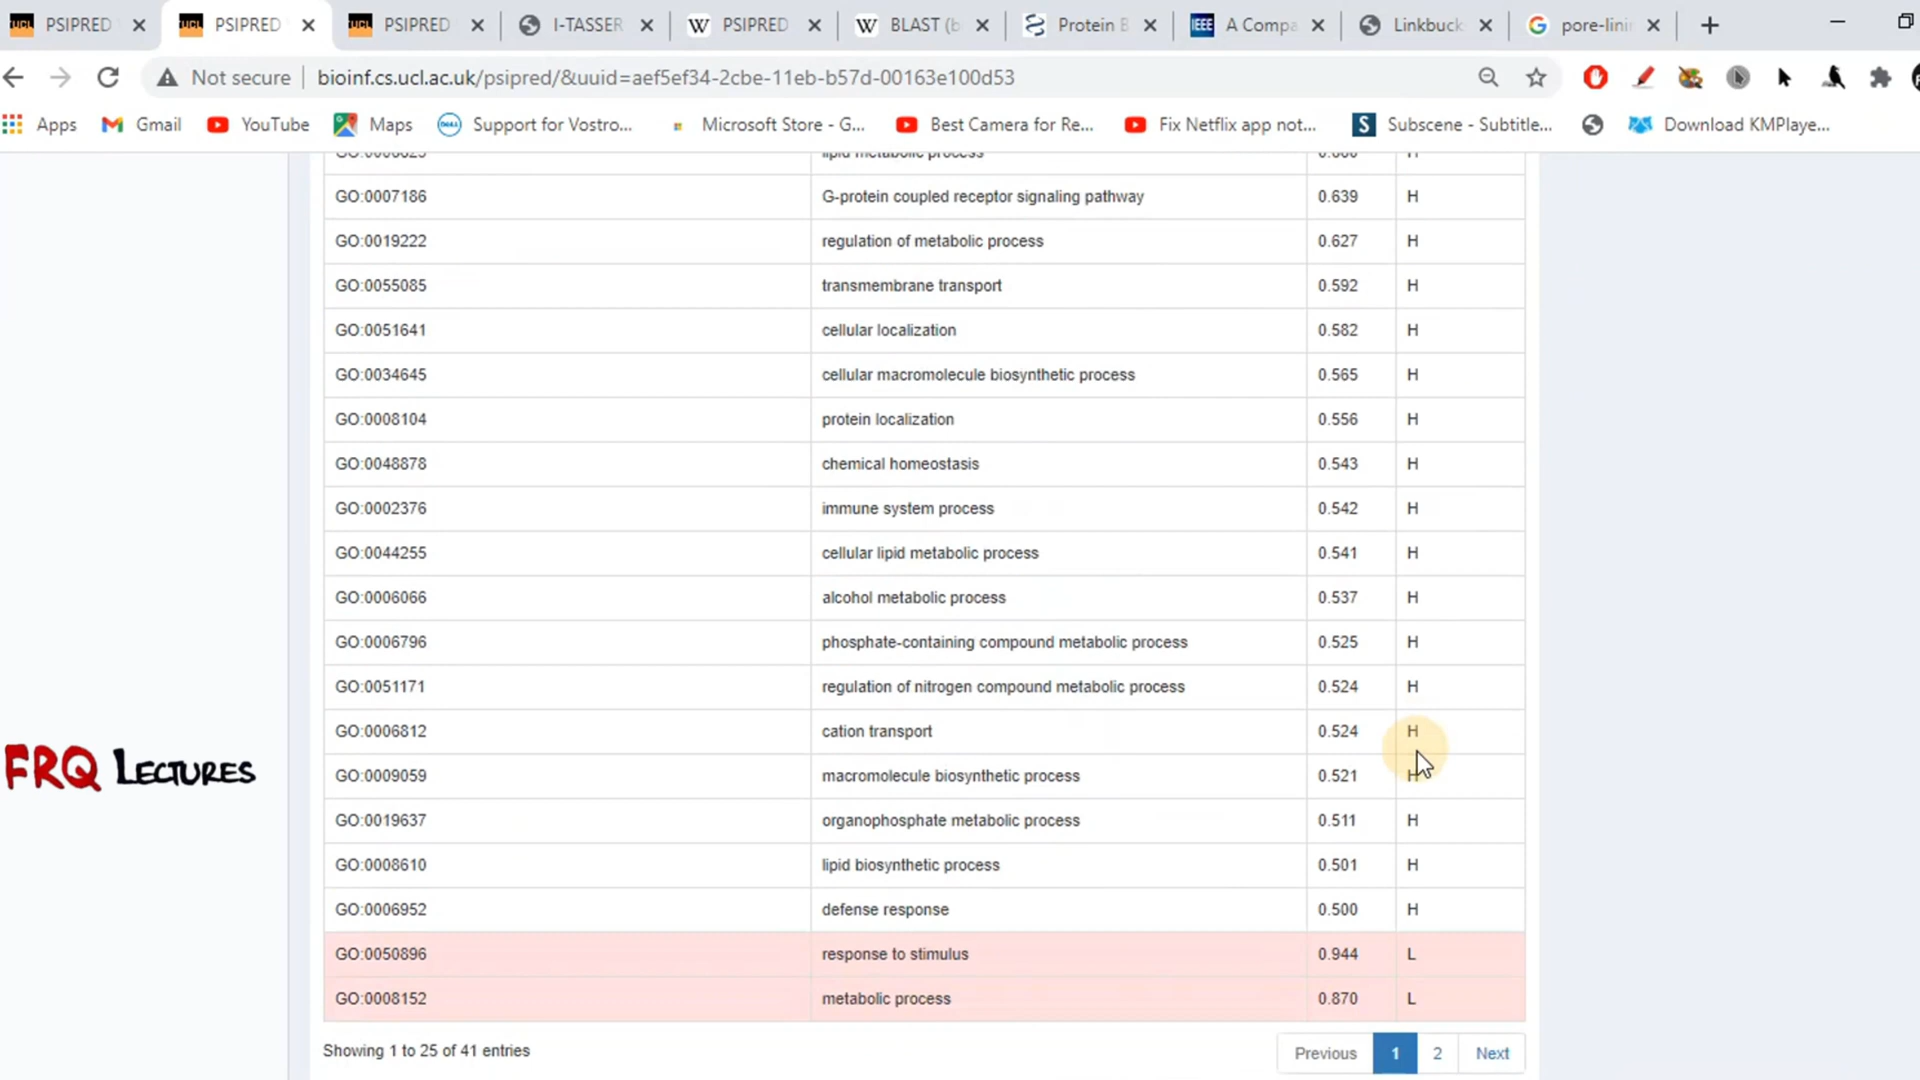 PSIPRED
PSIPRED
PSIPRED
I-TASSER
PSIPRED
BLAST (b
Protein B
IEEE A Compa
Linkbuck
pore-lini
Not secure | bioinf.cs.ucl.ac.uk/psipred/&uuid=aef5ef34-2cbe-11eb-b57d-00163e100d53
Apps Gmail YouTube Maps Support for Vostro... Microsoft Store - G... Best Camera for Re... Fix Netflix app not... Subscene - Subtitle... Download KMPlaye...
lipid metabolic process H
GO:0007186 G-protein coupled receptor signaling pathway 0.639 H
GO:0019222 regulation of metabolic process 0.627 H
GO:0055085 transmembrane transport 0.592 H
GO:0051641 cellular localization 0.582 H
GO:0034645 cellular macromolecule biosynthetic process 0.565 H
GO:0008104 protein localization 0.556 H
GO:0048878 chemical homeostasis 0.543 H
GO:0002376 immune system process 0.542 H
GO:0044255 cellular lipid metabolic process 0.541 H
GO:0006066 alcohol metabolic process 0.537 H
GO:0006796 phosphate-containing compound metabolic process 0.525 H
GO:0051171 regulation of nitrogen compound metabolic process 0.524 H
GO:0006812 cation transport 0.524 H
GO:0009059 macromolecule biosynthetic process 0.521 H
GO:0019637 organophosphate metabolic process 0.511 H
GO:0008610 lipid biosynthetic process 0.501 H
GO:0006952 defense response 0.500 H
GO:0050896 response to stimulus 0.944 L
GO:0008152 metabolic process 0.870 L
Showing 1 to 25 of 41 entries
Previous 1 2 Next
FRQ LECTURES